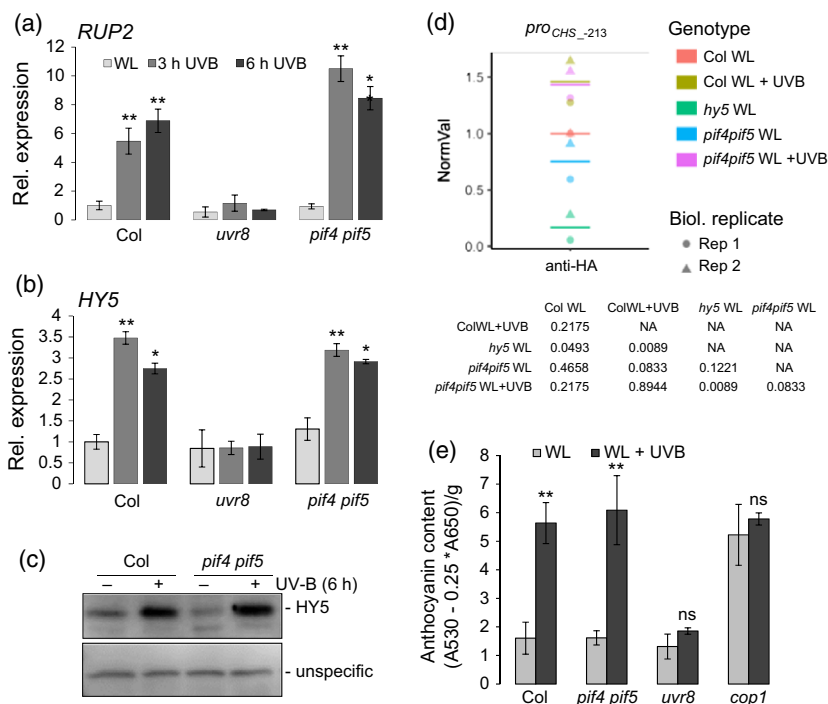 (a) RUP2
WL 3 h UVB 6 h UVB
Rel. expression
12
10
8
6
4
2
0
** ** ** *
Col uvr8 pif4 pif5
(b) HY5
Rel. expression
4
3.5
3
2.5
2
1.5
1
0.5
0
** * ** *
Col uvr8 pif4 pif5
(c)
Col pif4 pif5
– + – + UV-B (6 h)
- HY5
- unspecific
(d)
proCHS_-213
NormVal
1.5
1.0
0.5
0.0
anti-HA
Genotype
Col WL
Col WL + UVB
hy5 WL
pif4pif5 WL
pif4pif5 WL +UVB
Biol. replicate
Rep 1
Rep 2
Col WL ColWL+UVB hy5 WL pif4pif5 WL
ColWL+UVB 0.2175 NA NA NA
hy5 WL 0.0493 0.0089 NA NA
pif4pif5 WL 0.4658 0.0833 0.1221 NA
pif4pif5 WL+UVB 0.2175 0.8944 0.0089 0.0833
(e)
WL WL + UVB
Anthocyanin content
(A530 - 0.25 * A650)/g
8
7
6
5
4
3
2
1
0
** ** ns ns
Col pif4 pif5 uvr8 cop1